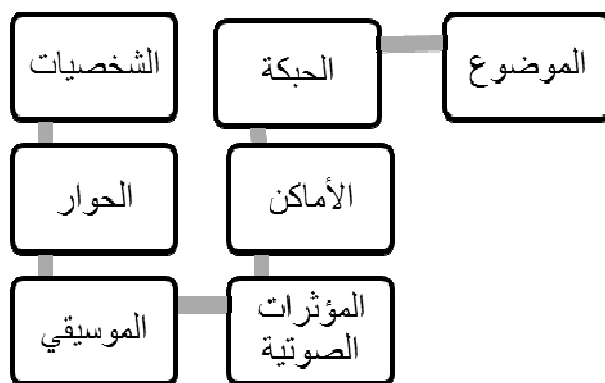 الموضوع
الحبكة
الأماكن
المؤثرات
الصوتية
الموسيقي
الحوار
الشخصيات